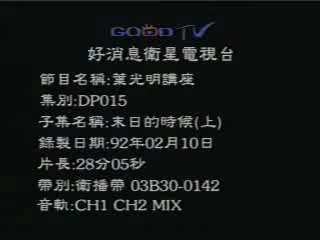 GOOD TV
好消息衛星電視台
節目名稱:葉光明講座
集別:DP015
子集名稱:末日的時候(上)
錄製日期:92年02月10日
片長:28分05秒
帶別:衛播帶 03B30-0142
音軌:CH1 CH2 MIX